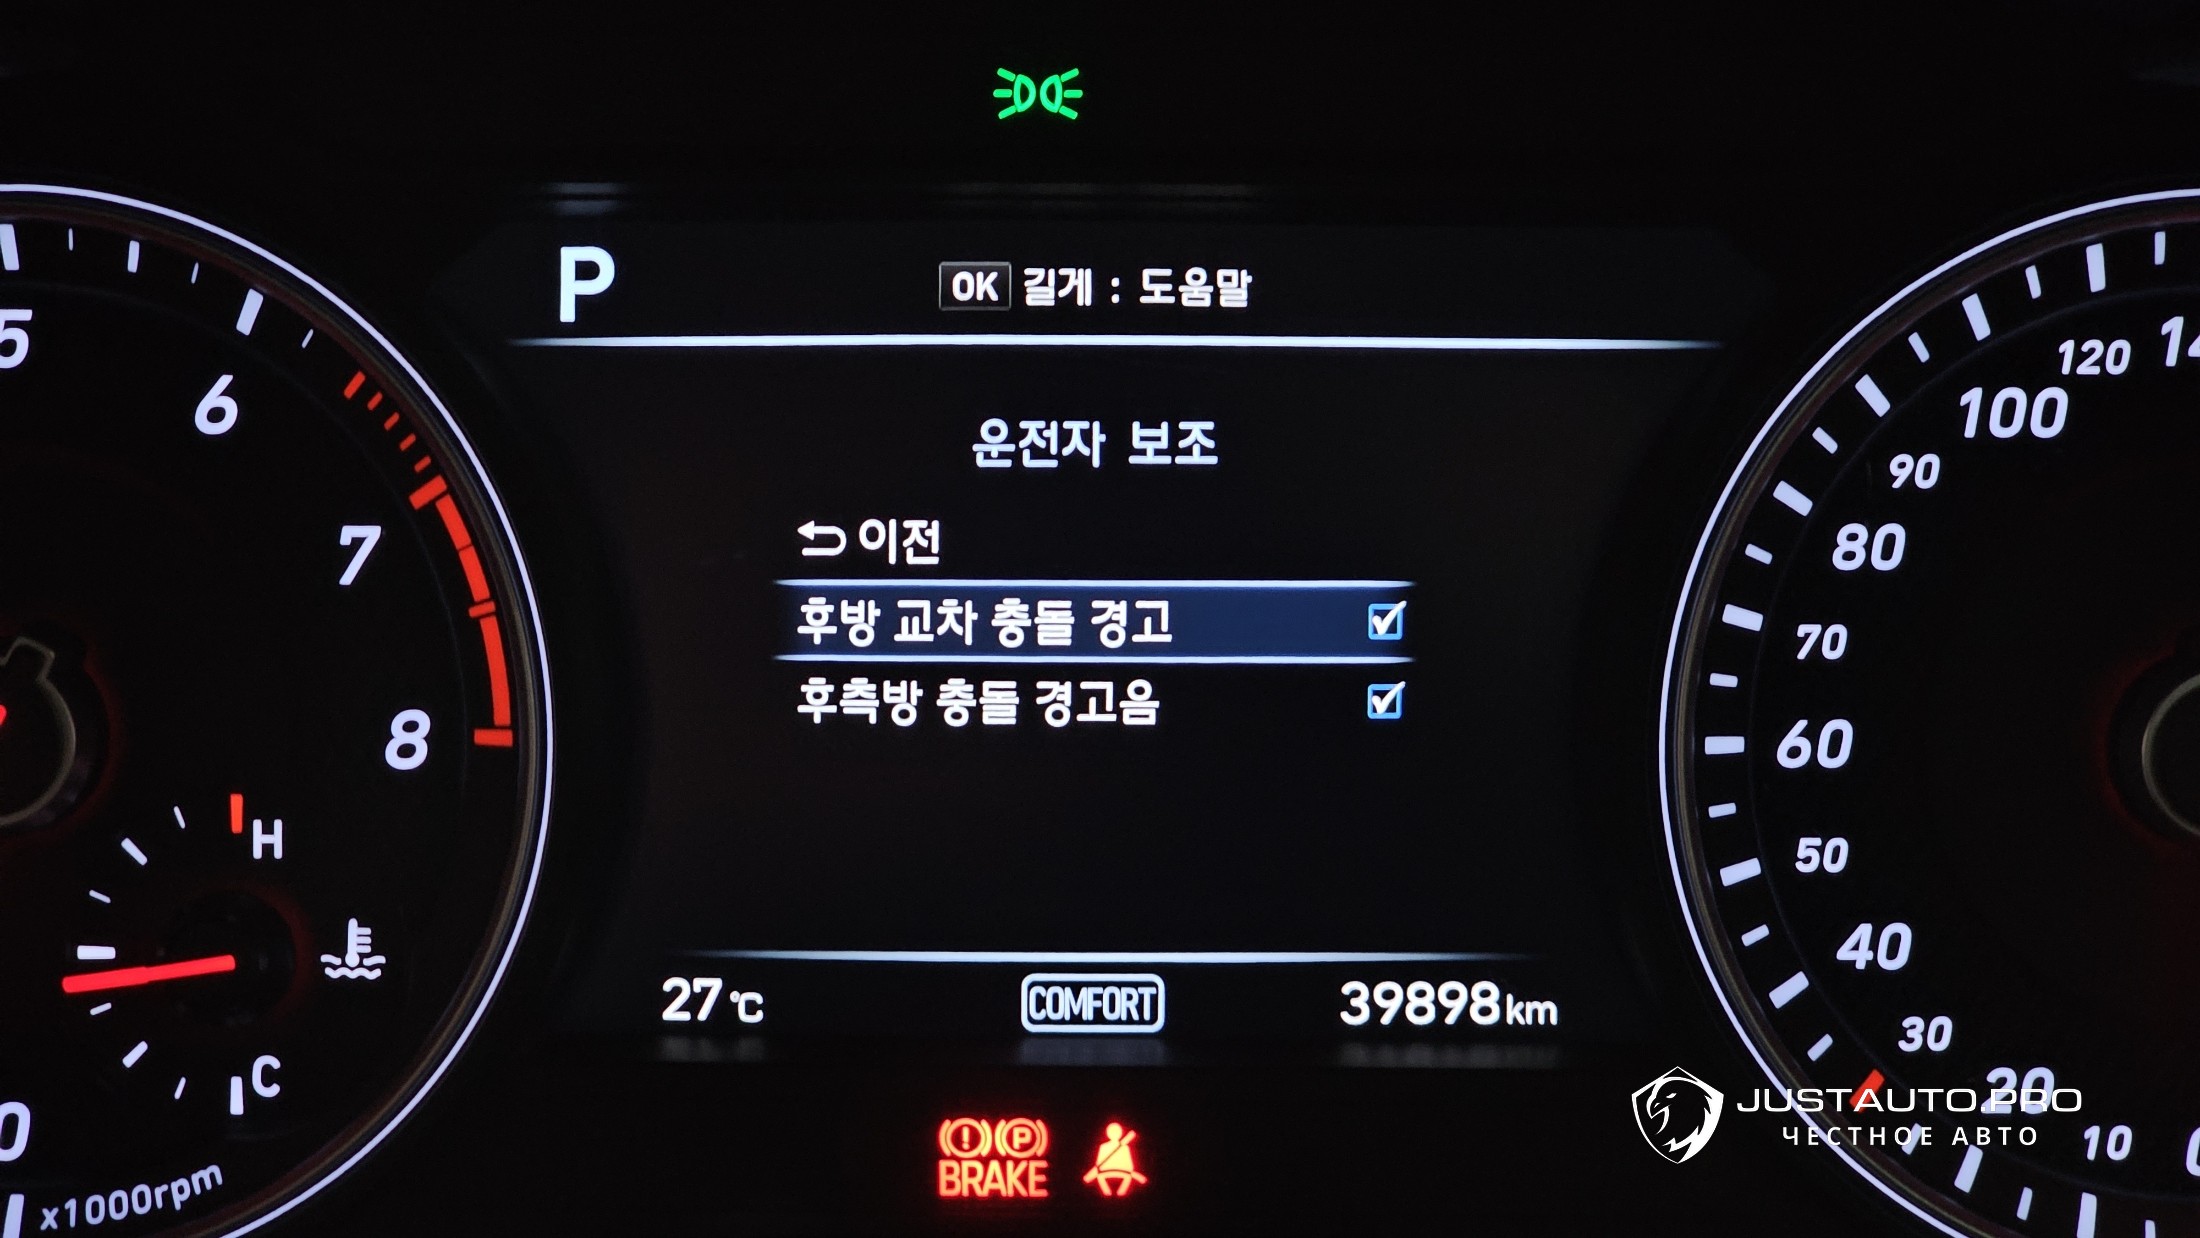 P
OK 길게 : 도움말
운전자 보조
이전
후방 교차 충돌 경고
후측방 충돌 경고음
27℃
COMFORT
39898km
5
6
7
8
H
C
0
x1000rpm
120
100
90
80
70
60
50
40
30
20
10
BRAKE
P
JUSTAUTO.PRO
ЧЕСТНОЕ АВТО